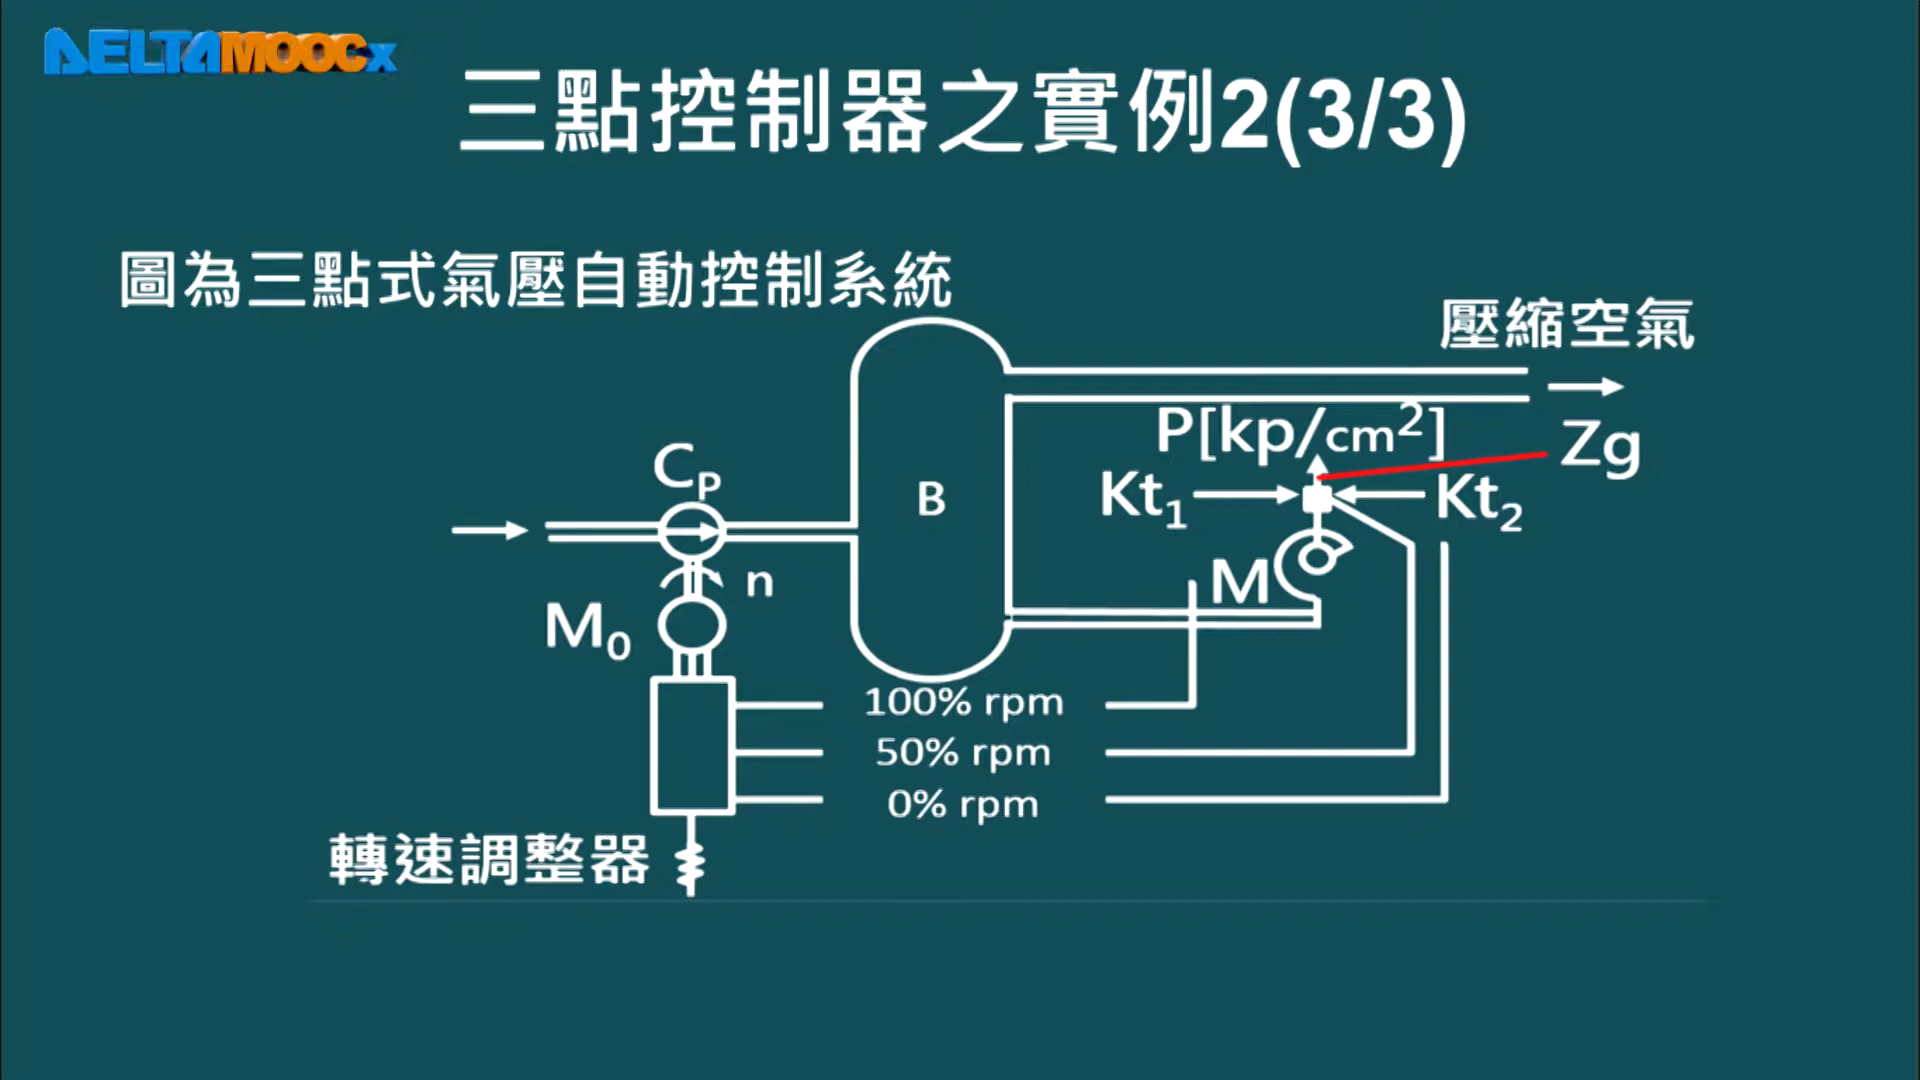 DELTAMOOCx
三點控制器之實例2(3/3)
圖為三點式氣壓自動控制系統
壓縮空氣
P[kp/cm²]
Zg
Cₚ
B
Kt₁
Kt₂
n
M
M₀
100% rpm
50% rpm
0% rpm
轉速調整器